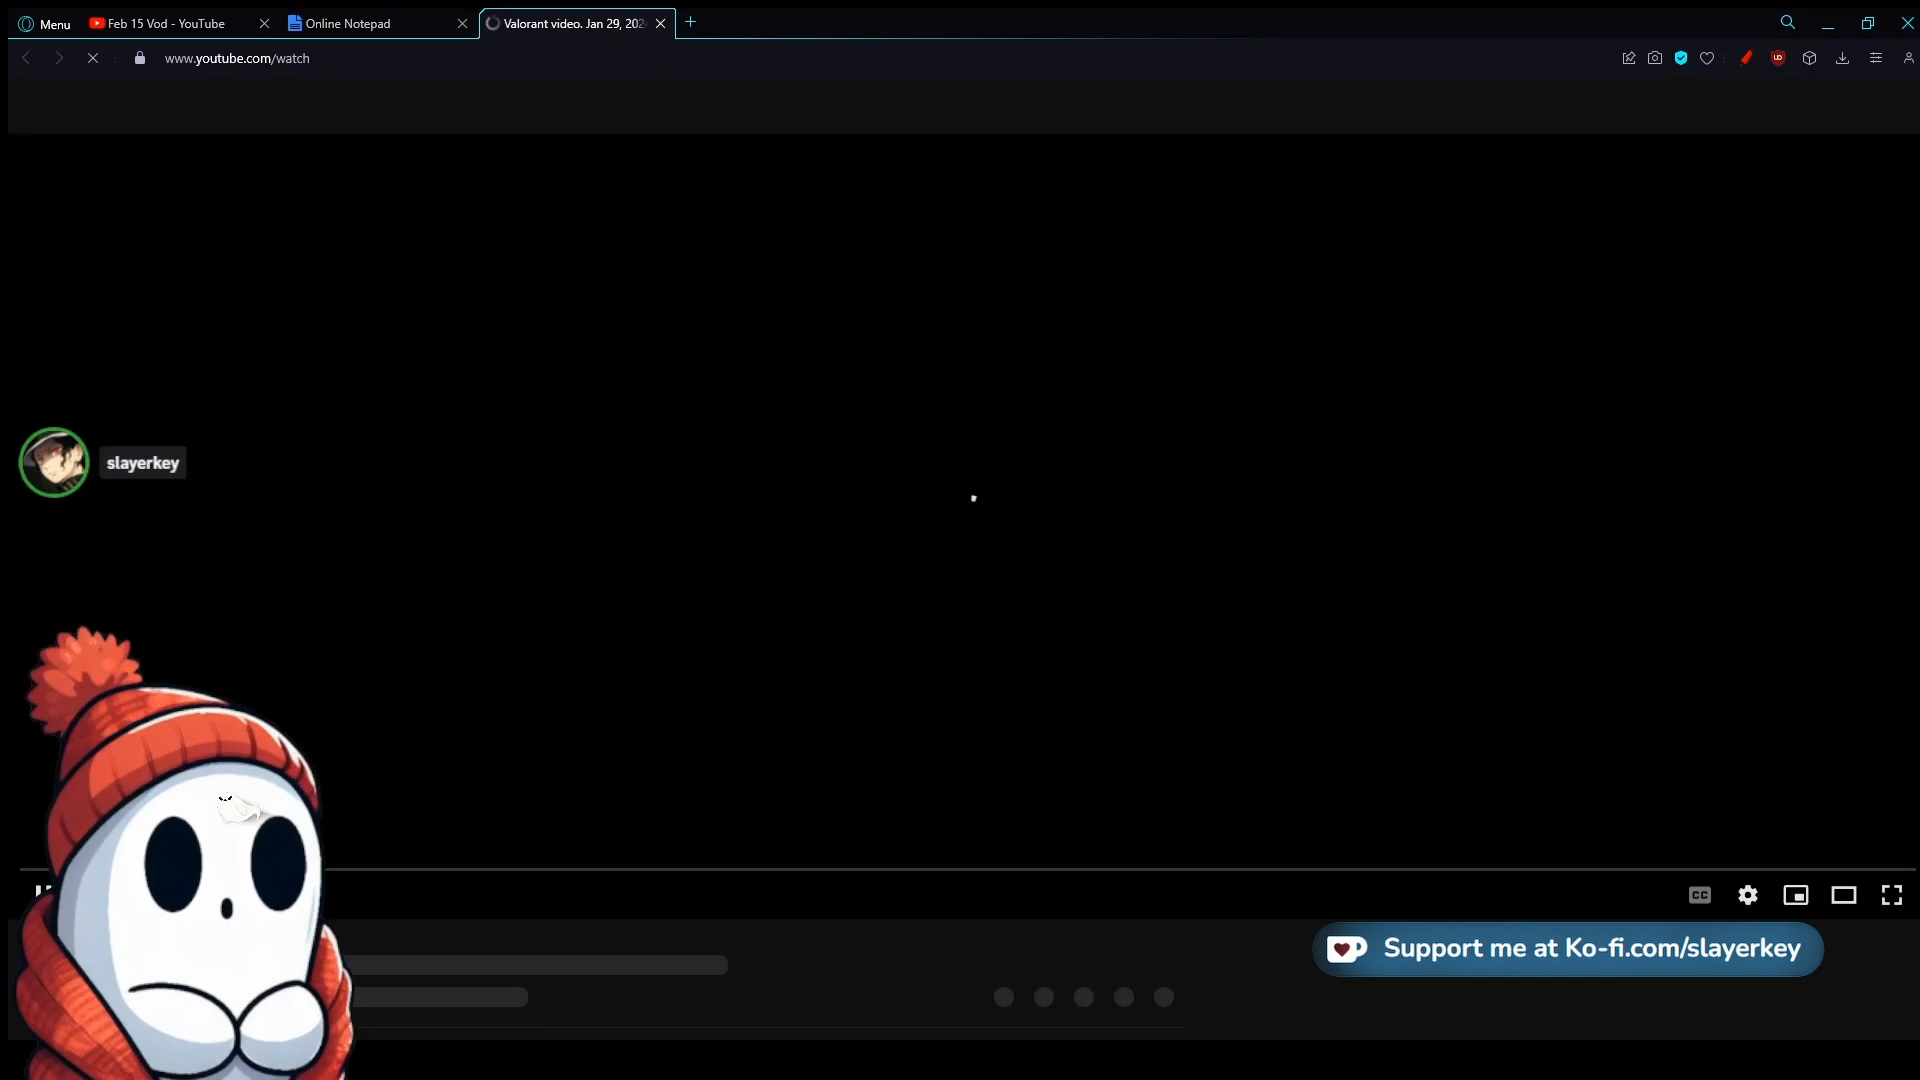 Menu
Feb 15 Vod - YouTube
Online Notepad
Valorant video. Jan 29, 202
www.youtube.com/watch
slayerkey
CC
Support me at Ko-fi.com/slayerkey